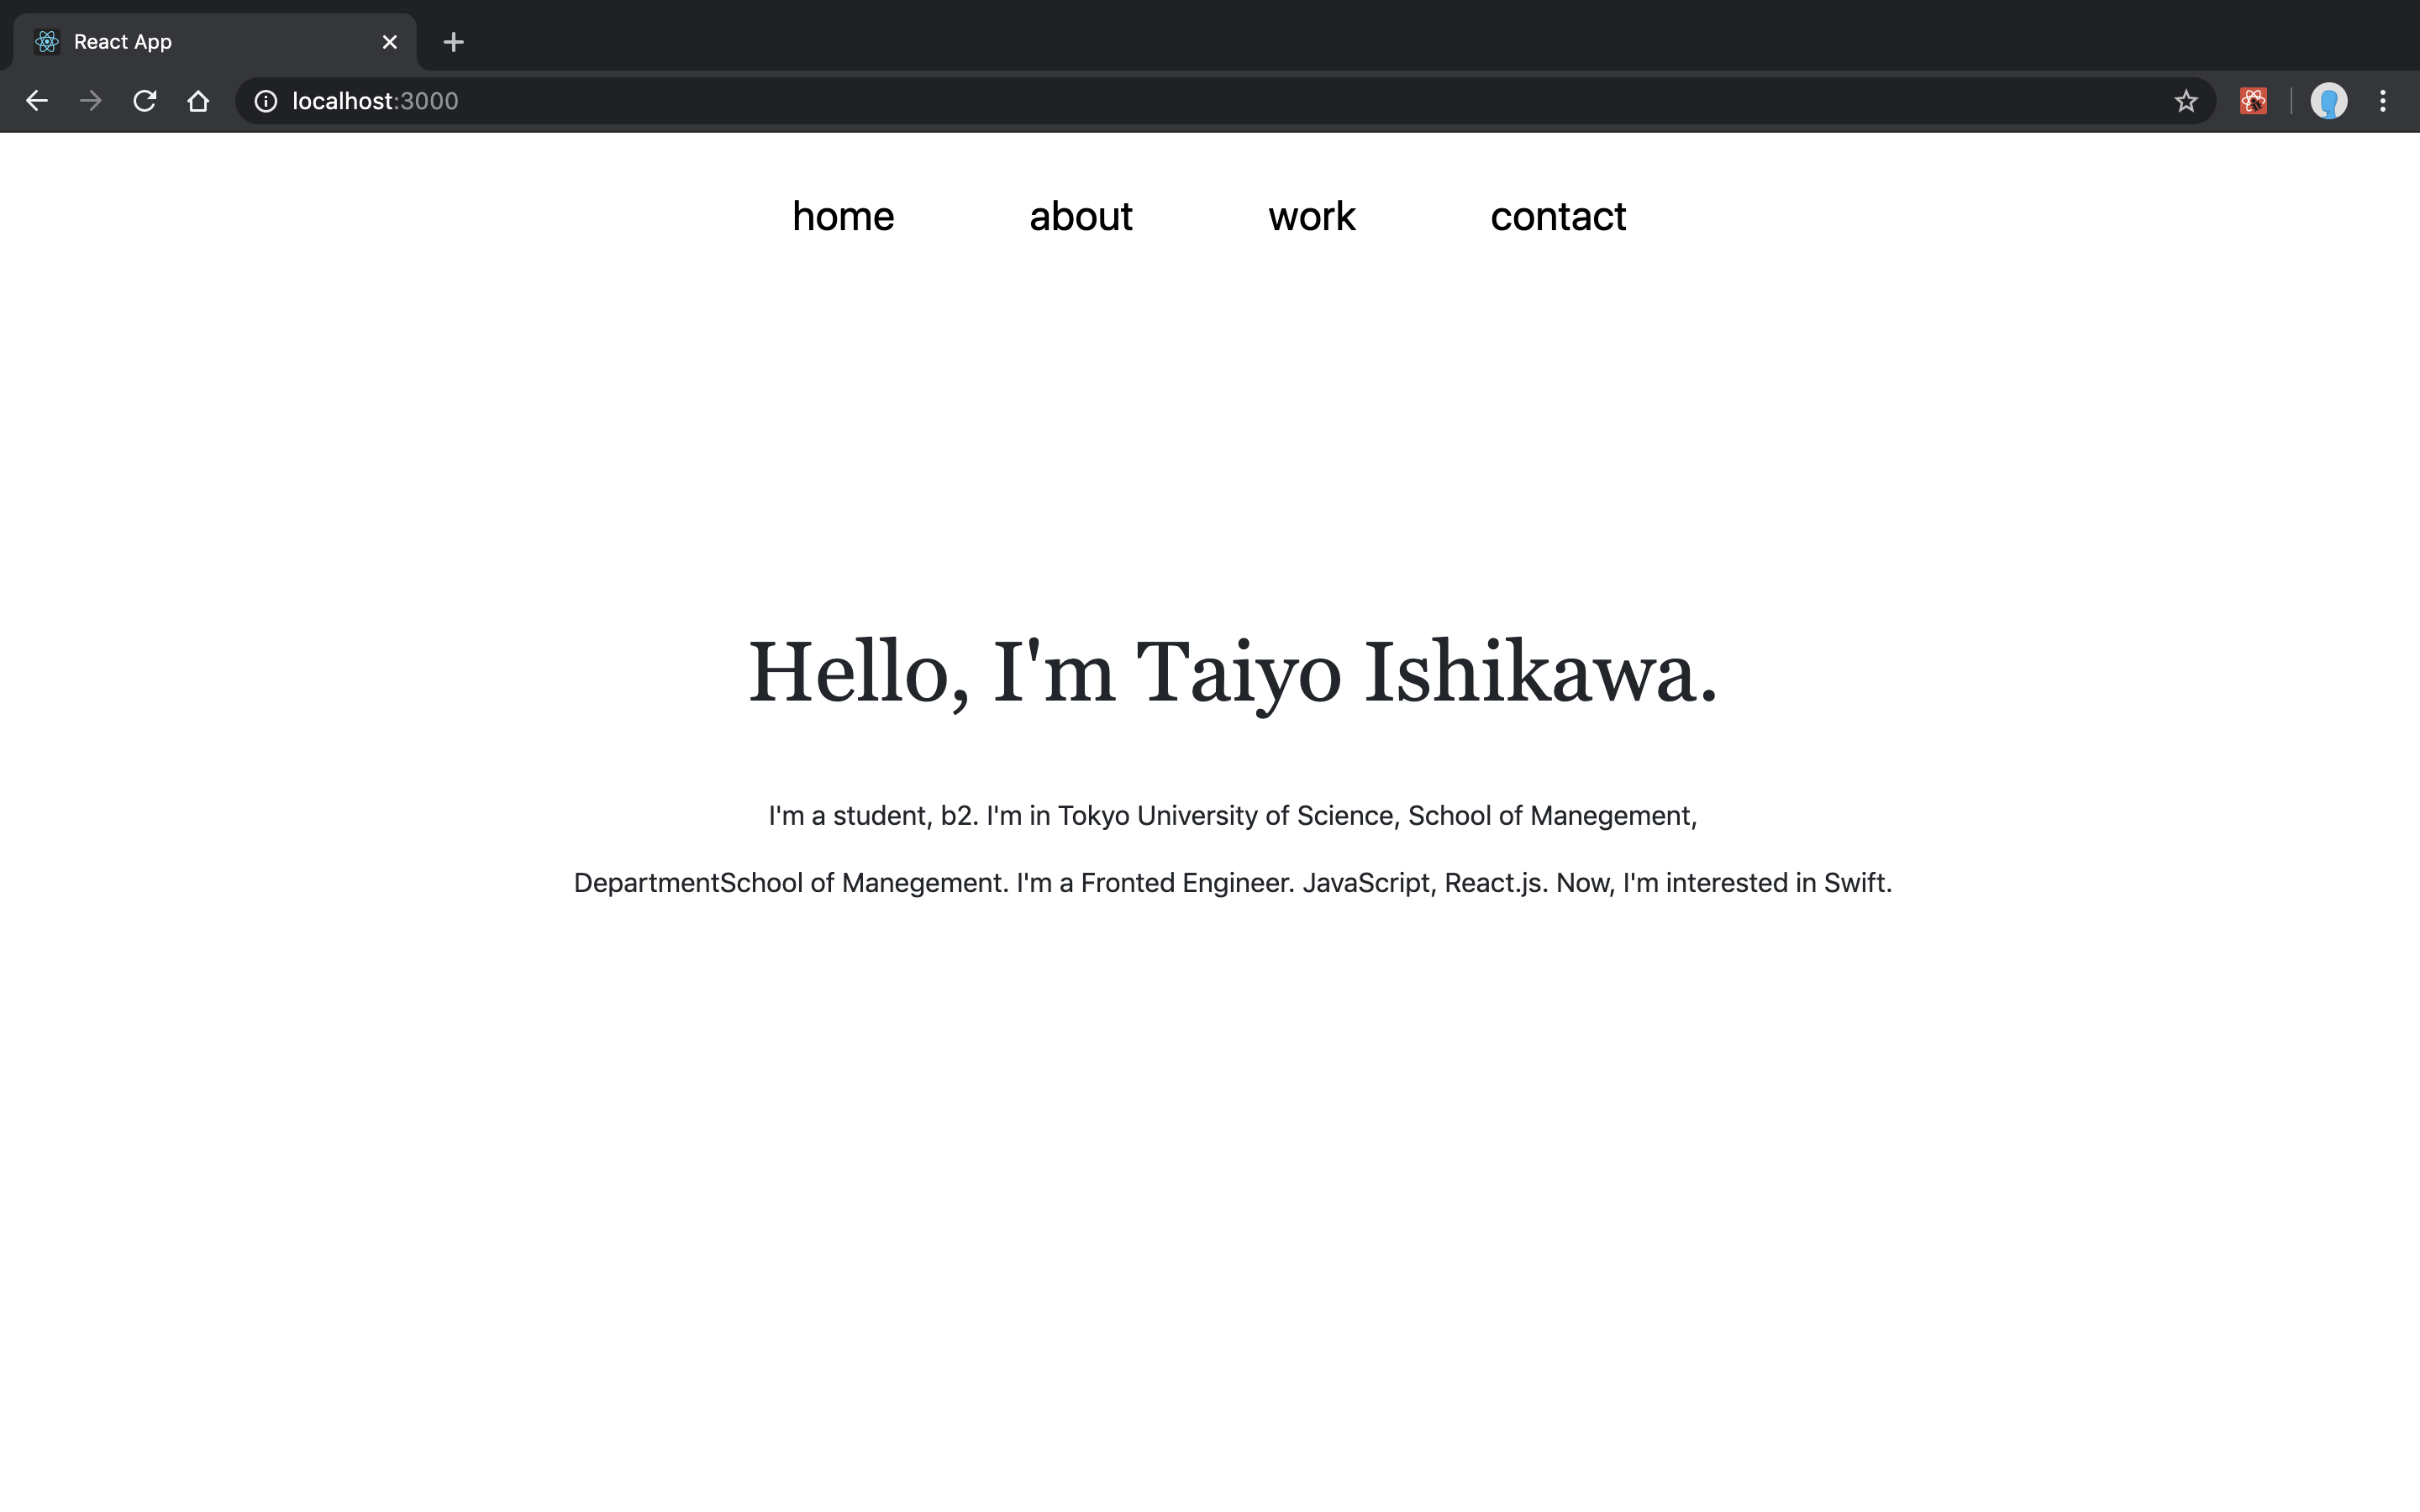 React App
localhost:3000
home about work contact
Hello, I'm Taiyo Ishikawa.
I'm a student, b2. I'm in Tokyo University of Science, School of Manegement,
DepartmentSchool of Manegement. I'm a Fronted Engineer. JavaScript, React.js. Now, I'm interested in Swift.